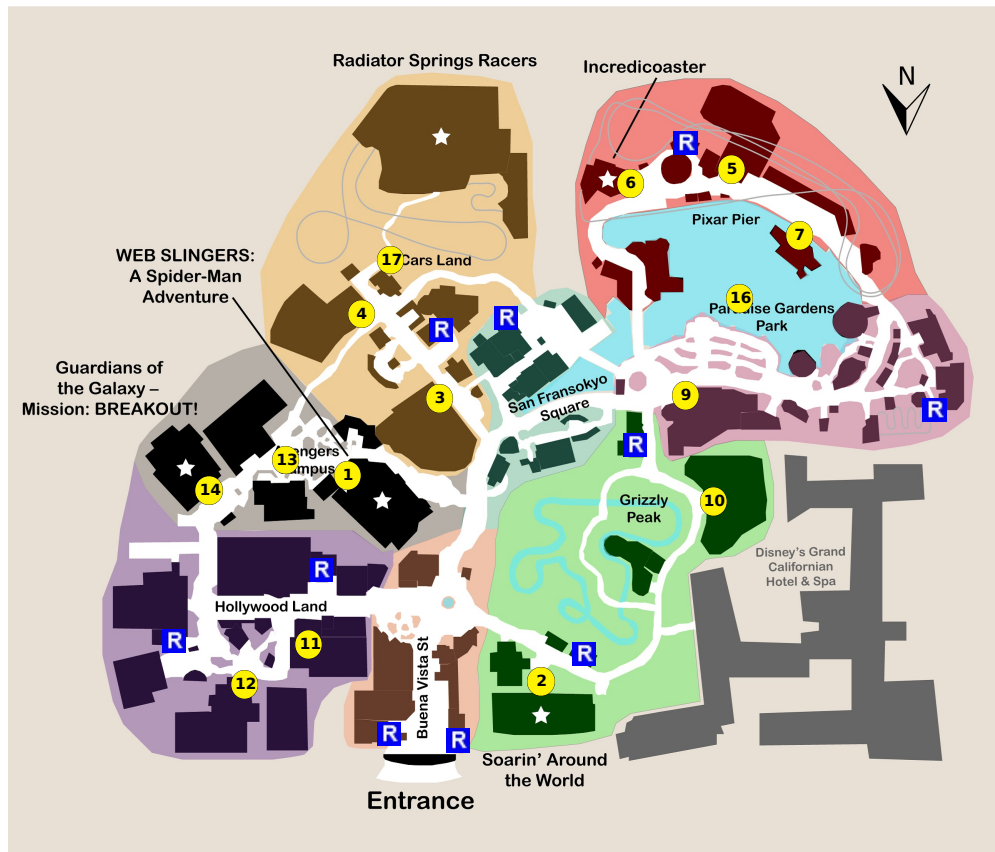 Radiator Springs Racers
Incredicoaster
N
R
5
6
Pixar Pier
7
WEB SLINGERS:
A Spider-Man
Adventure
17
Cars Land
16
Paradise Gardens
Park
4
R
R
Guardians of
the Galaxy –
Mission: BREAKOUT!
3
San Fransokyo
Square
9
R
R
13
Campus
1
14
Grizzly
Peak
10
Disney's Grand
Californian
Hotel & Spa
R
Hollywood Land
R
11
12
Buena Vista St
R
2
R
R
Soarin' Around
the World
Entrance